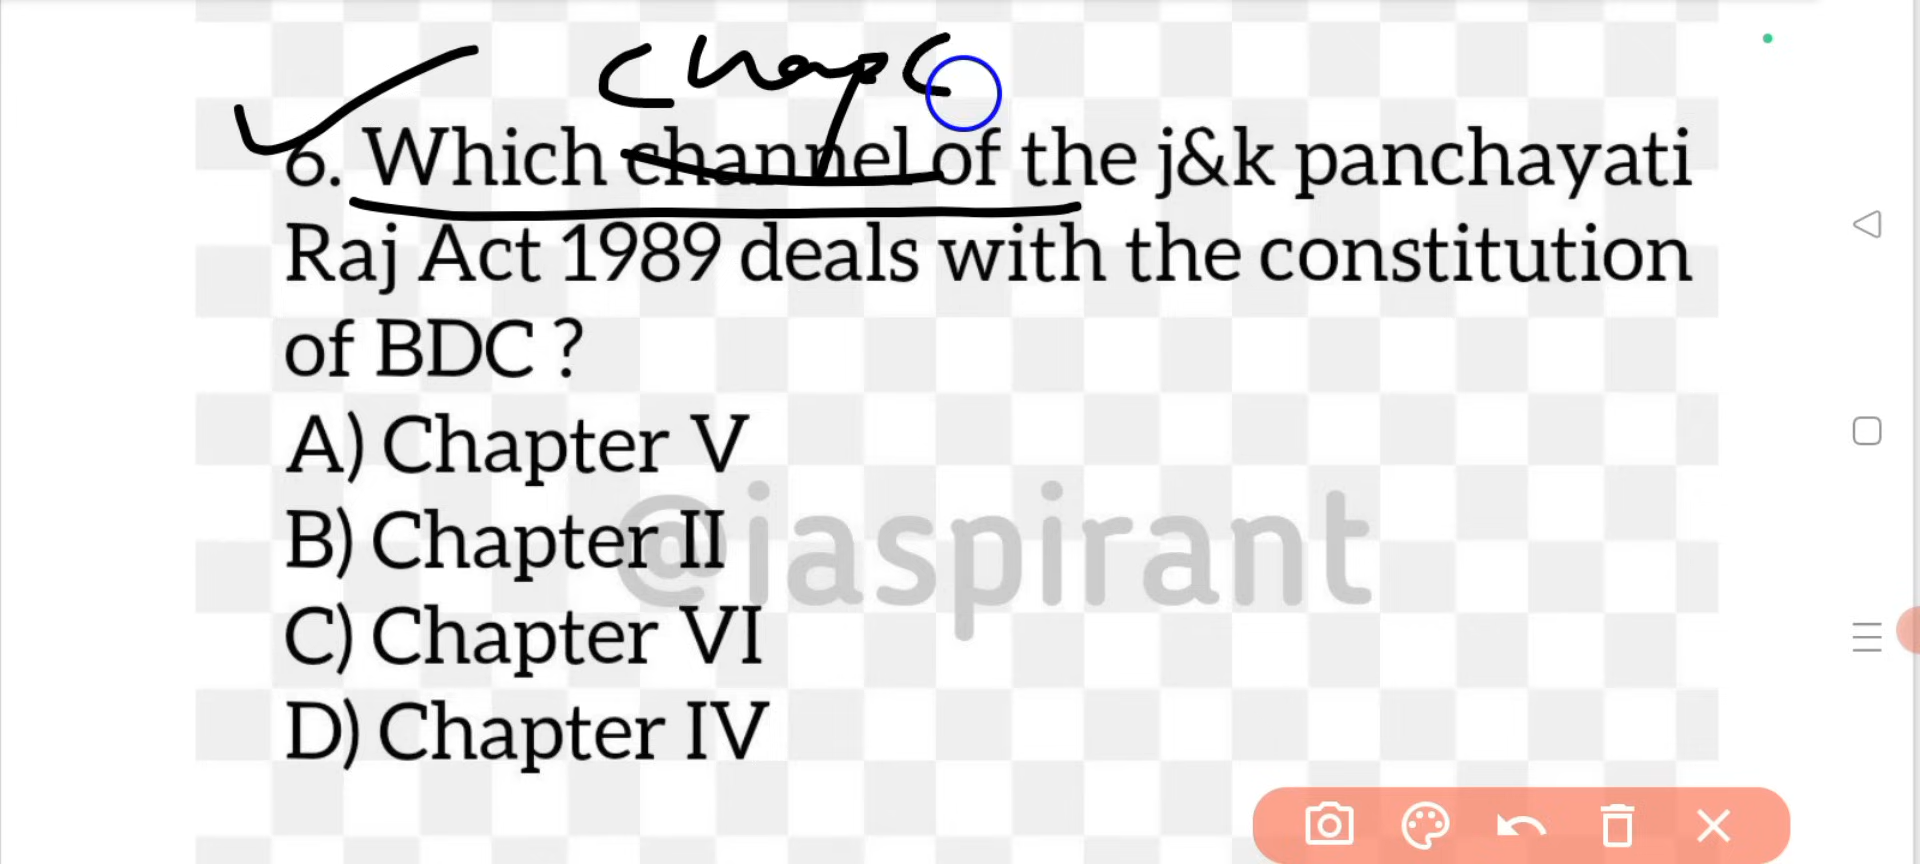 Chap
6. Which channel of the j&k panchayati
Raj Act 1989 deals with the constitution
of BDC ?
A) Chapter V
B) Chapter II
C) Chapter VI
D) Chapter IV
@iaspirant